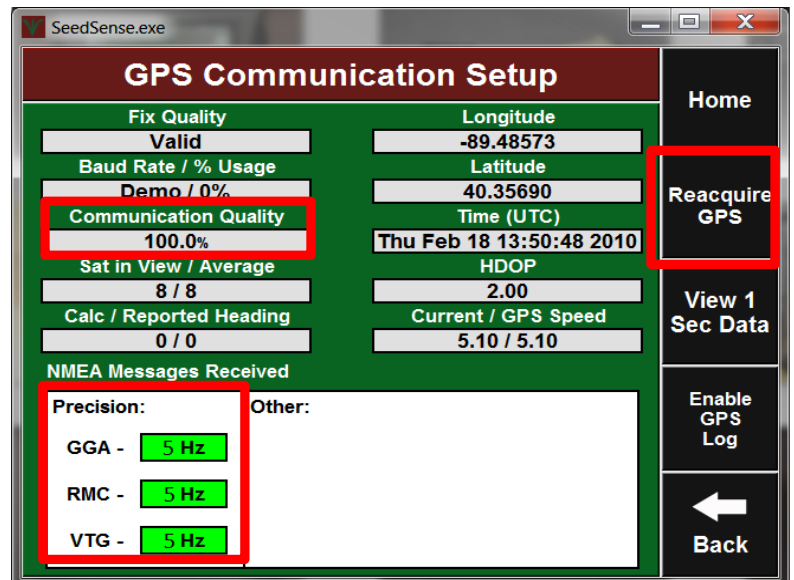 SeedSense.exe
GPS Communication Setup
Fix Quality
Valid
Baud Rate / % Usage
Demo / 0%
Communication Quality
100.0%
Sat in View / Average
8 / 8
Calc / Reported Heading
0 / 0
Longitude
-89.48573
Latitude
40.35690
Time (UTC)
Thu Feb 18 13:50:48 2010
HDOP
2.00
Current / GPS Speed
5.10 / 5.10
NMEA Messages Received
Precision:
GGA - 5 Hz
RMC - 5 Hz
VTG - 5 Hz
Other:
Home
Reacquire
GPS
View 1
Sec Data
Enable
GPS
Log
Back